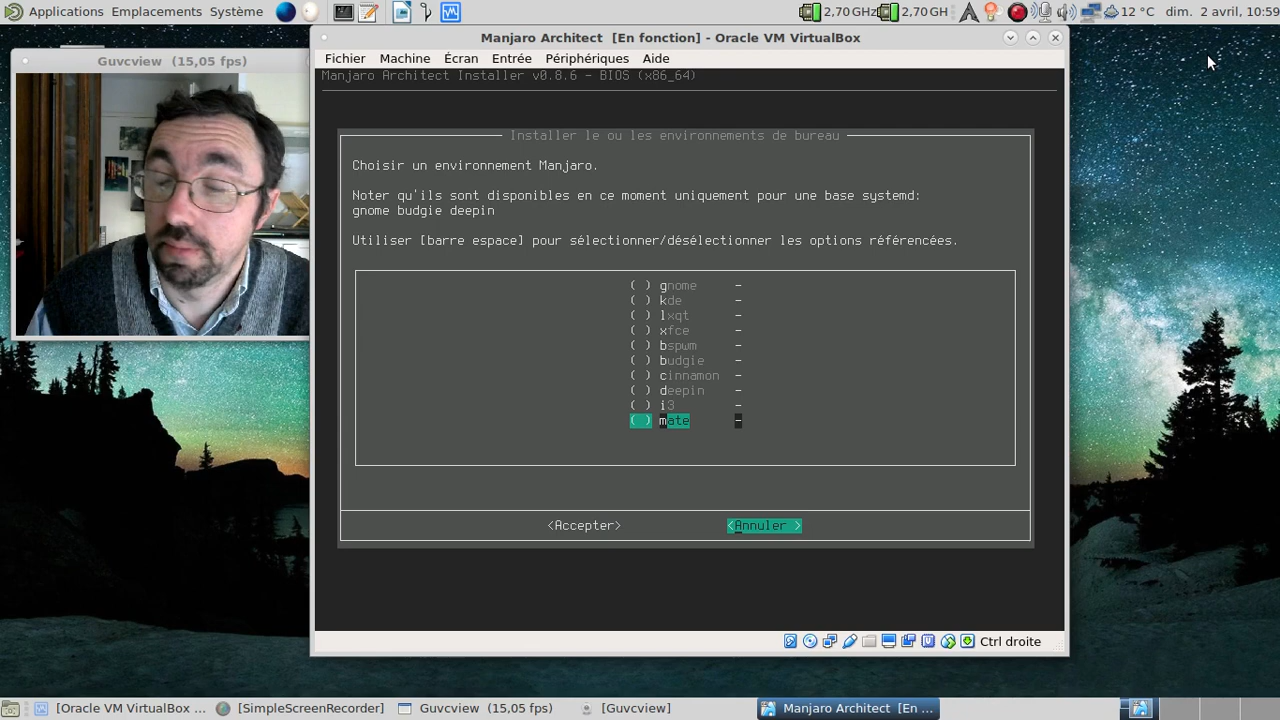 Applications Emplacements Système 2,70 GHz 2,70 GH 12 °C dim. 2 avril, 10:59
Guvcview (15,05 fps)
Manjaro Architect [En fonction] - Oracle VM VirtualBox
Fichier Machine Écran Entrée Périphériques Aide
Manjaro Architect Installer v0.8.6 - BIOS (x86_64)
Installer le ou les environnements de bureau
Choisir un environnement Manjaro.
Noter qu'ils sont disponibles en ce moment uniquement pour une base systemd:
gnome budgie deepin
Utiliser [barre espace] pour sélectionner/désélectionner les options référencées.
( ) gnome -
( ) kde -
( ) lxqt -
( ) xfce -
( ) bspwm -
( ) budgie -
( ) cinnamon -
( ) deepin -
( ) i3 -
( ) mate -
<Accepter> <Annuler >
Ctrl droite
[Oracle VM VirtualBox ... [SimpleScreenRecorder] Guvcview (15,05 fps) [Guvcview] Manjaro Architect [En ...